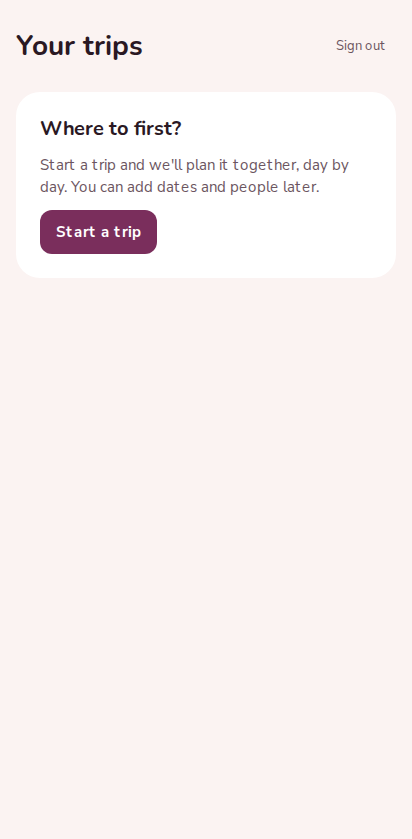 Your trips
Sign out
Where to first?
Start a trip and we'll plan it together, day by
day. You can add dates and people later.
Start a trip